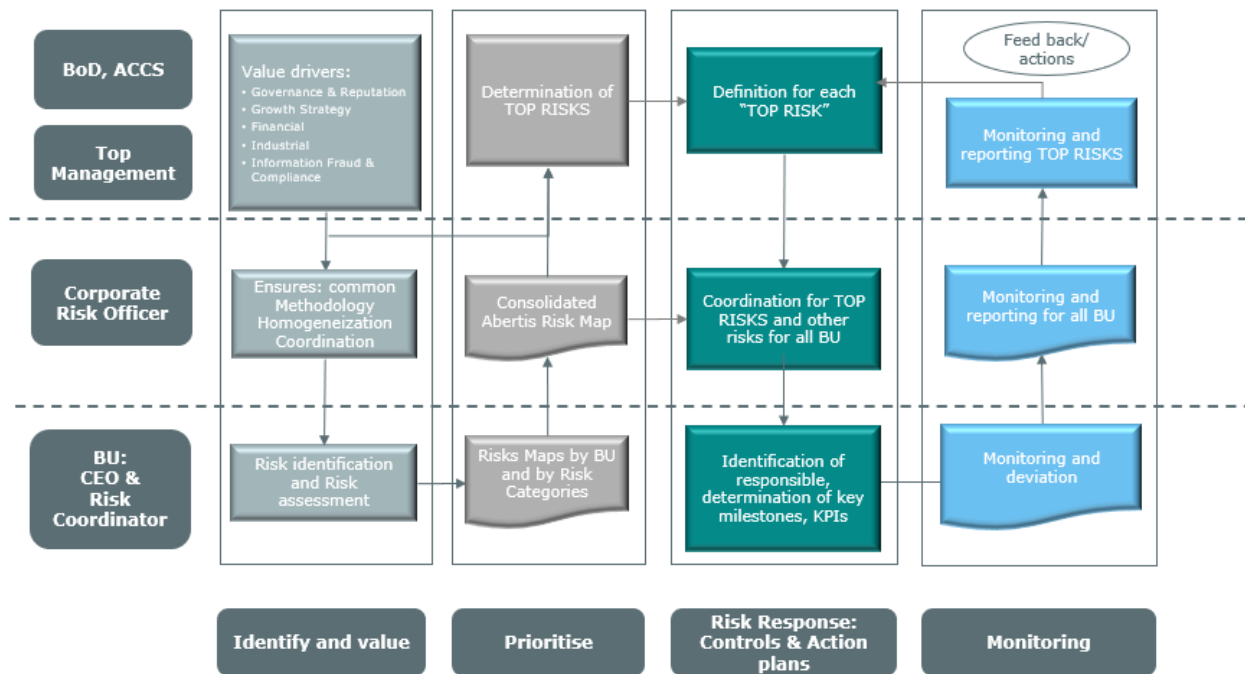 BoD, ACCS
Top
Management
Value drivers:
• Governance & Reputation
• Growth Strategy
• Financial
• Industrial
• Information Fraud &
Compliance
Determination of
TOP RISKS
Definition for each
“TOP RISK”
Feed back/
actions
Monitoring and
reporting TOP RISKS
Corporate
Risk Officer
Ensures: common
Methodology
Homogeneization
Coordination
Consolidated
Abertis Risk Map
Coordination for TOP
RISKS and other
risks for all BU
Monitoring and
reporting for all BU
BU:
CEO &
Risk
Coordinator
Risk identification
and Risk
assessment
Risks Maps by BU
and by Risk
Categories
Identification of
responsible,
determination of key
milestones, KPIs
Monitoring and
deviation
Identify and value
Prioritise
Risk Response:
Controls & Action
plans
Monitoring